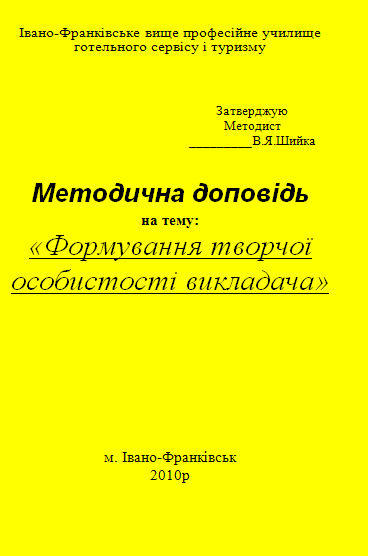 Івано-Франківське вище професійне училище
готельного сервісу і туризму
Затверджую
Методист
_________В.Я.Шийка
Методична доповідь
на тему:
«Формування творчої
особистості викладача»
м. Івано-Франківськ
2010р